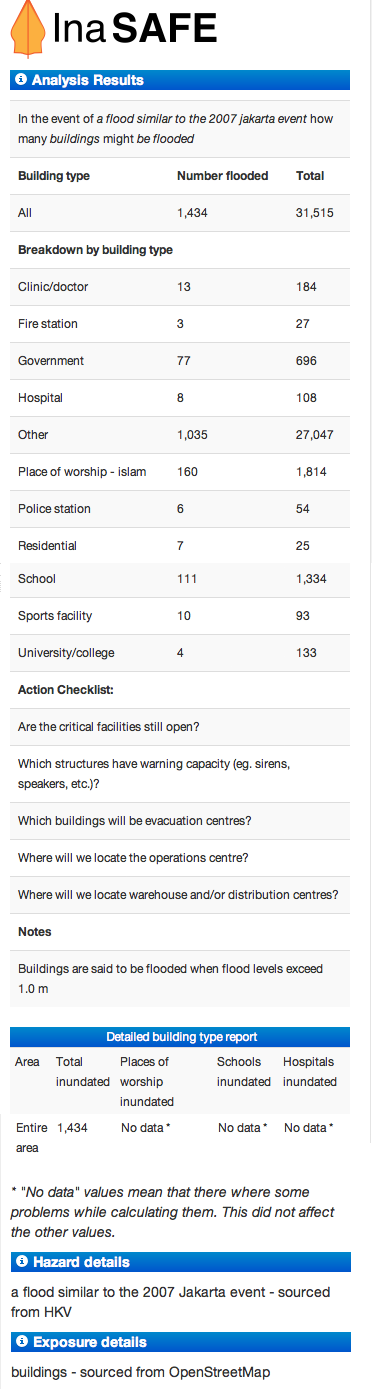 InaSAFE
Analysis Results
In the event of a flood similar to the 2007 jakarta event how
many buildings might be flooded
Building type Number flooded Total
All 1,434 31,515
Breakdown by building type
Clinic/doctor 13 184
Fire station 3 27
Government 77 696
Hospital 8 108
Other 1,035 27,047
Place of worship - islam 160 1,814
Police station 6 54
Residential 7 25
School 111 1,334
Sports facility 10 93
University/college 4 133
Action Checklist:
Are the critical facilities still open?
Which structures have warning capacity (eg. sirens,
speakers, etc.)?
Which buildings will be evacuation centres?
Where will we locate the operations centre?
Where will we locate warehouse and/or distribution centres?
Notes
Buildings are said to be flooded when flood levels exceed
1.0 m
Detailed building type report
Area Total Places of Schools Hospitals
inundated worship inundated inundated
inundated
Entire 1,434 No data * No data * No data *
area
* "No data" values mean that there where some
problems while calculating them. This did not affect
the other values.
Hazard details
a flood similar to the 2007 Jakarta event - sourced
from HKV
Exposure details
buildings - sourced from OpenStreetMap